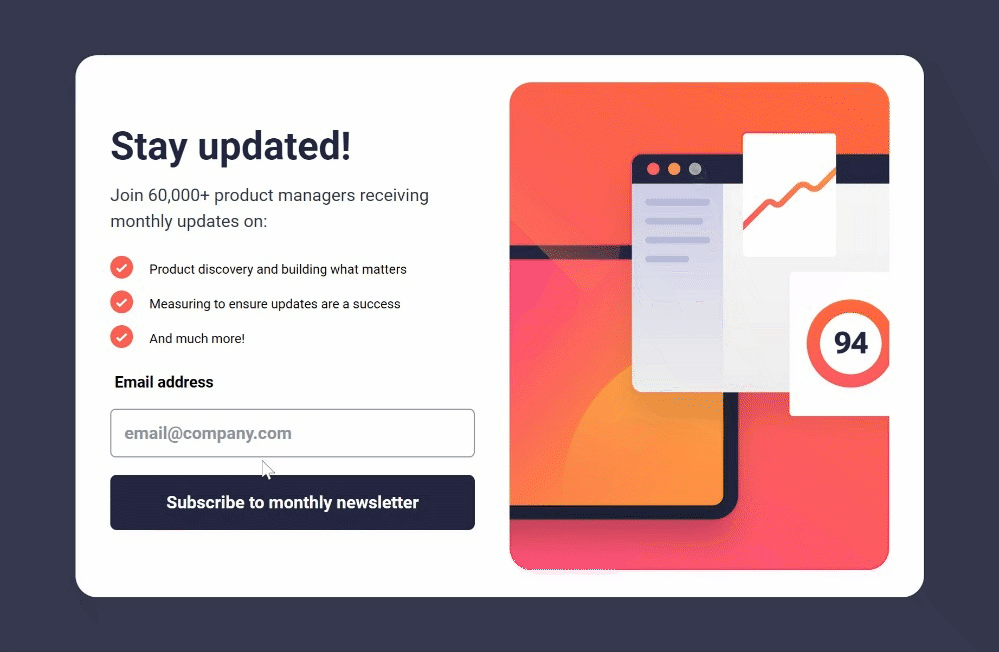 Stay updated!
Join 60,000+ product managers receiving
monthly updates on:
Product discovery and building what matters
Measuring to ensure updates are a success
And much more!
Email address
email@company.com
Subscribe to monthly newsletter
94